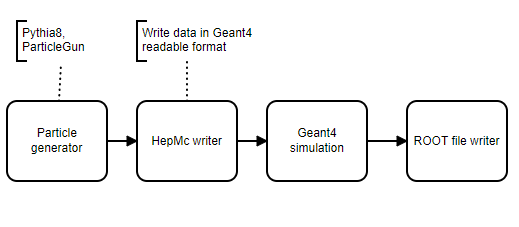 Pythia8,
ParticleGun
Write data in Geant4
readable format
Particle
generator
HepMc writer
Geant4
simulation
ROOT file writer